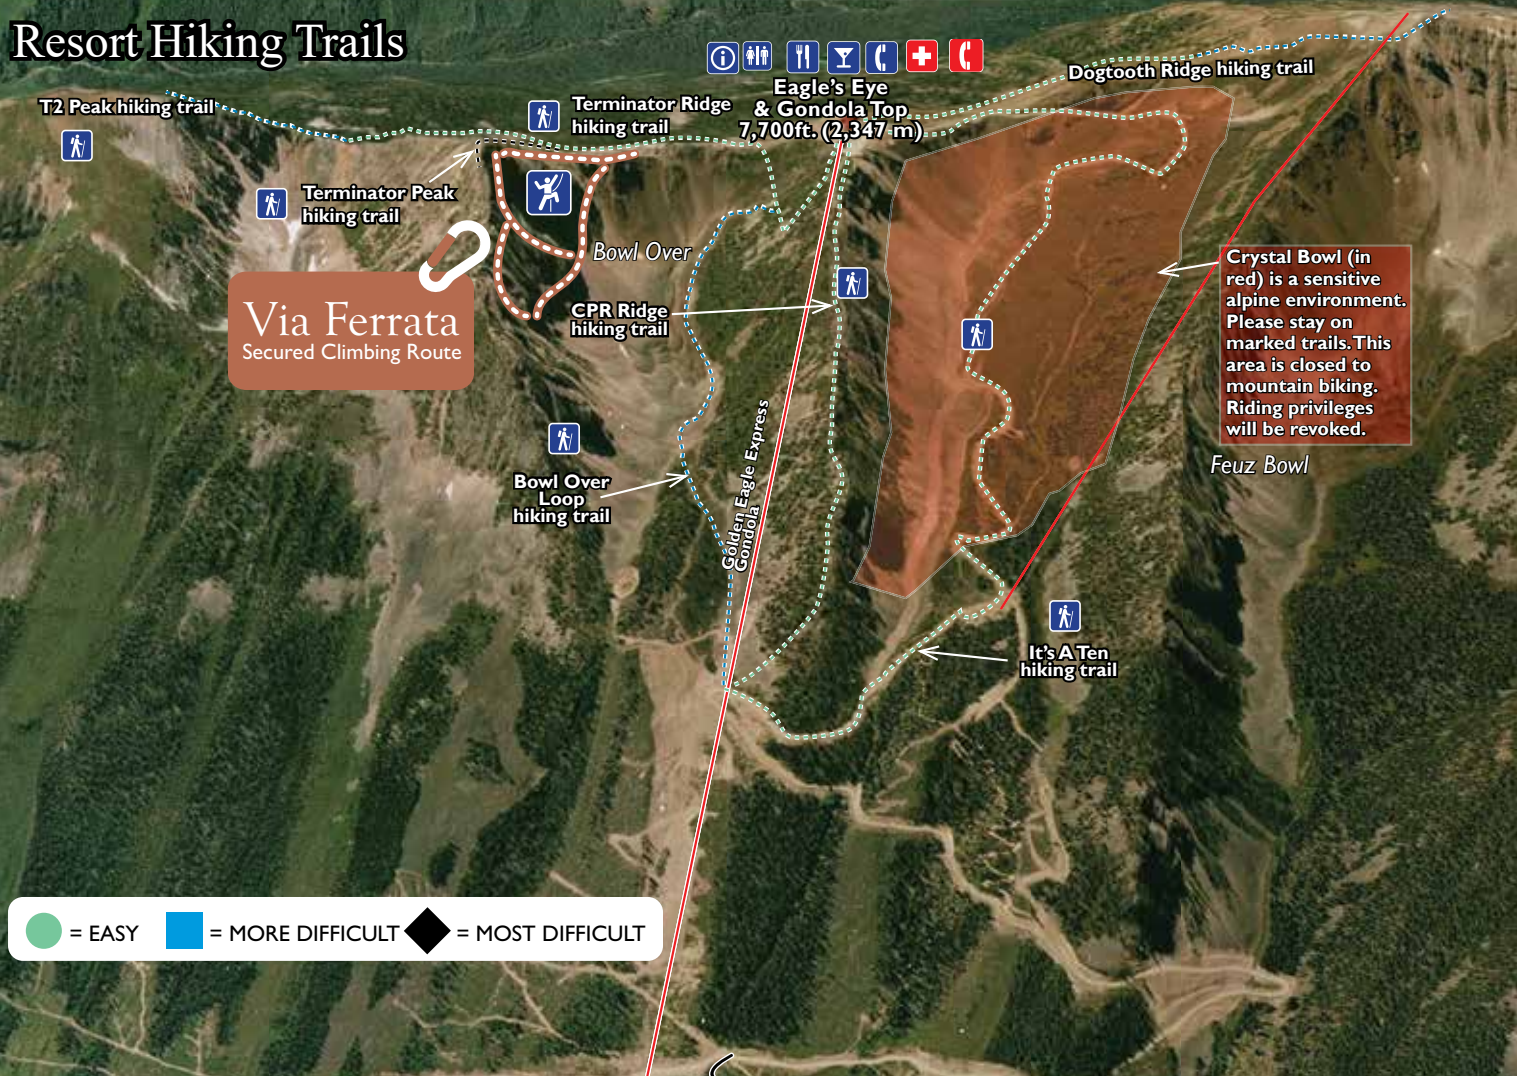 Resort Hiking Trails
T2 Peak hiking trail
Terminator Ridge
hiking trail
Eagle's Eye
& Gondola Top
7,700ft. (2,347 m)
Dogtooth Ridge hiking trail
Terminator Peak
hiking trail
Bowl Over
Via Ferrata
Secured Climbing Route
CPR Ridge
hiking trail
Crystal Bowl (in
red) is a sensitive
alpine environment.
Please stay on
marked trails. This
area is closed to
mountain biking.
Riding privileges
will be revoked.
Feuz Bowl
Golden Eagle Express
Gondola
Bowl Over
Loop
hiking trail
It's A Ten
hiking trail
= EASY = MORE DIFFICULT = MOST DIFFICULT